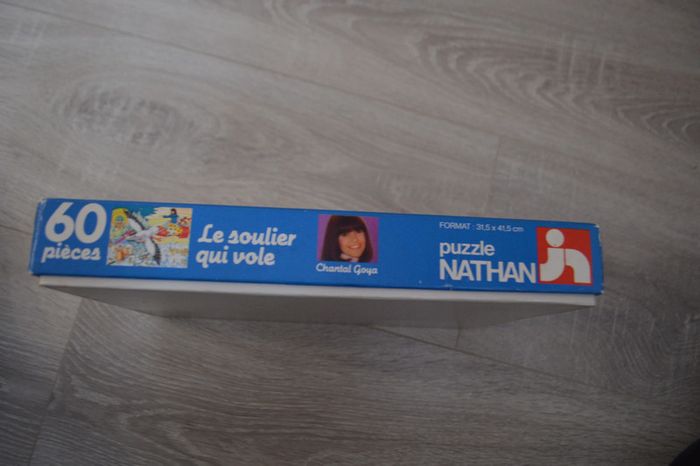 60
pièces
Le soulier
qui vole
Chantal Goya
FORMAT : 31,5 x 41,5 cm
puzzle
NATHAN